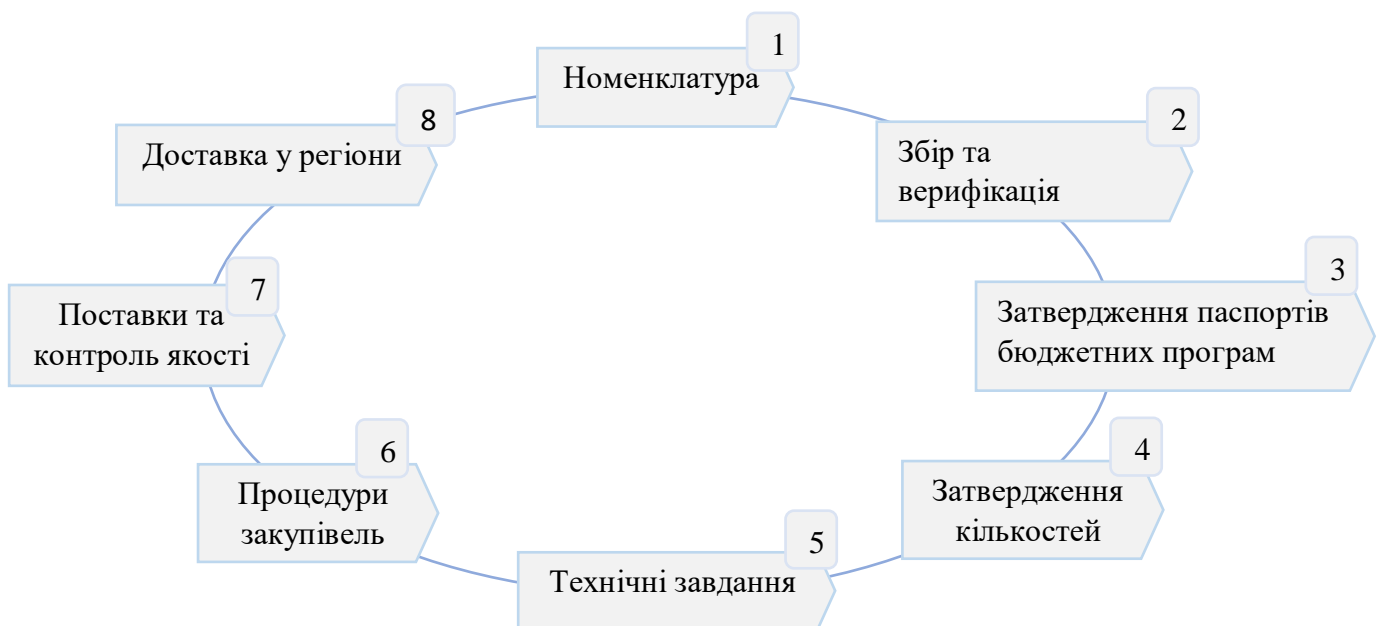 1
Номенклатура
2
Збір та
верифікація
3
Затвердження паспортів
бюджетних програм
4
Затвердження
кількостей
5
Технічні завдання
6
Процедури
закупівель
7
Поставки та
контроль якості
8
Доставка у регіони